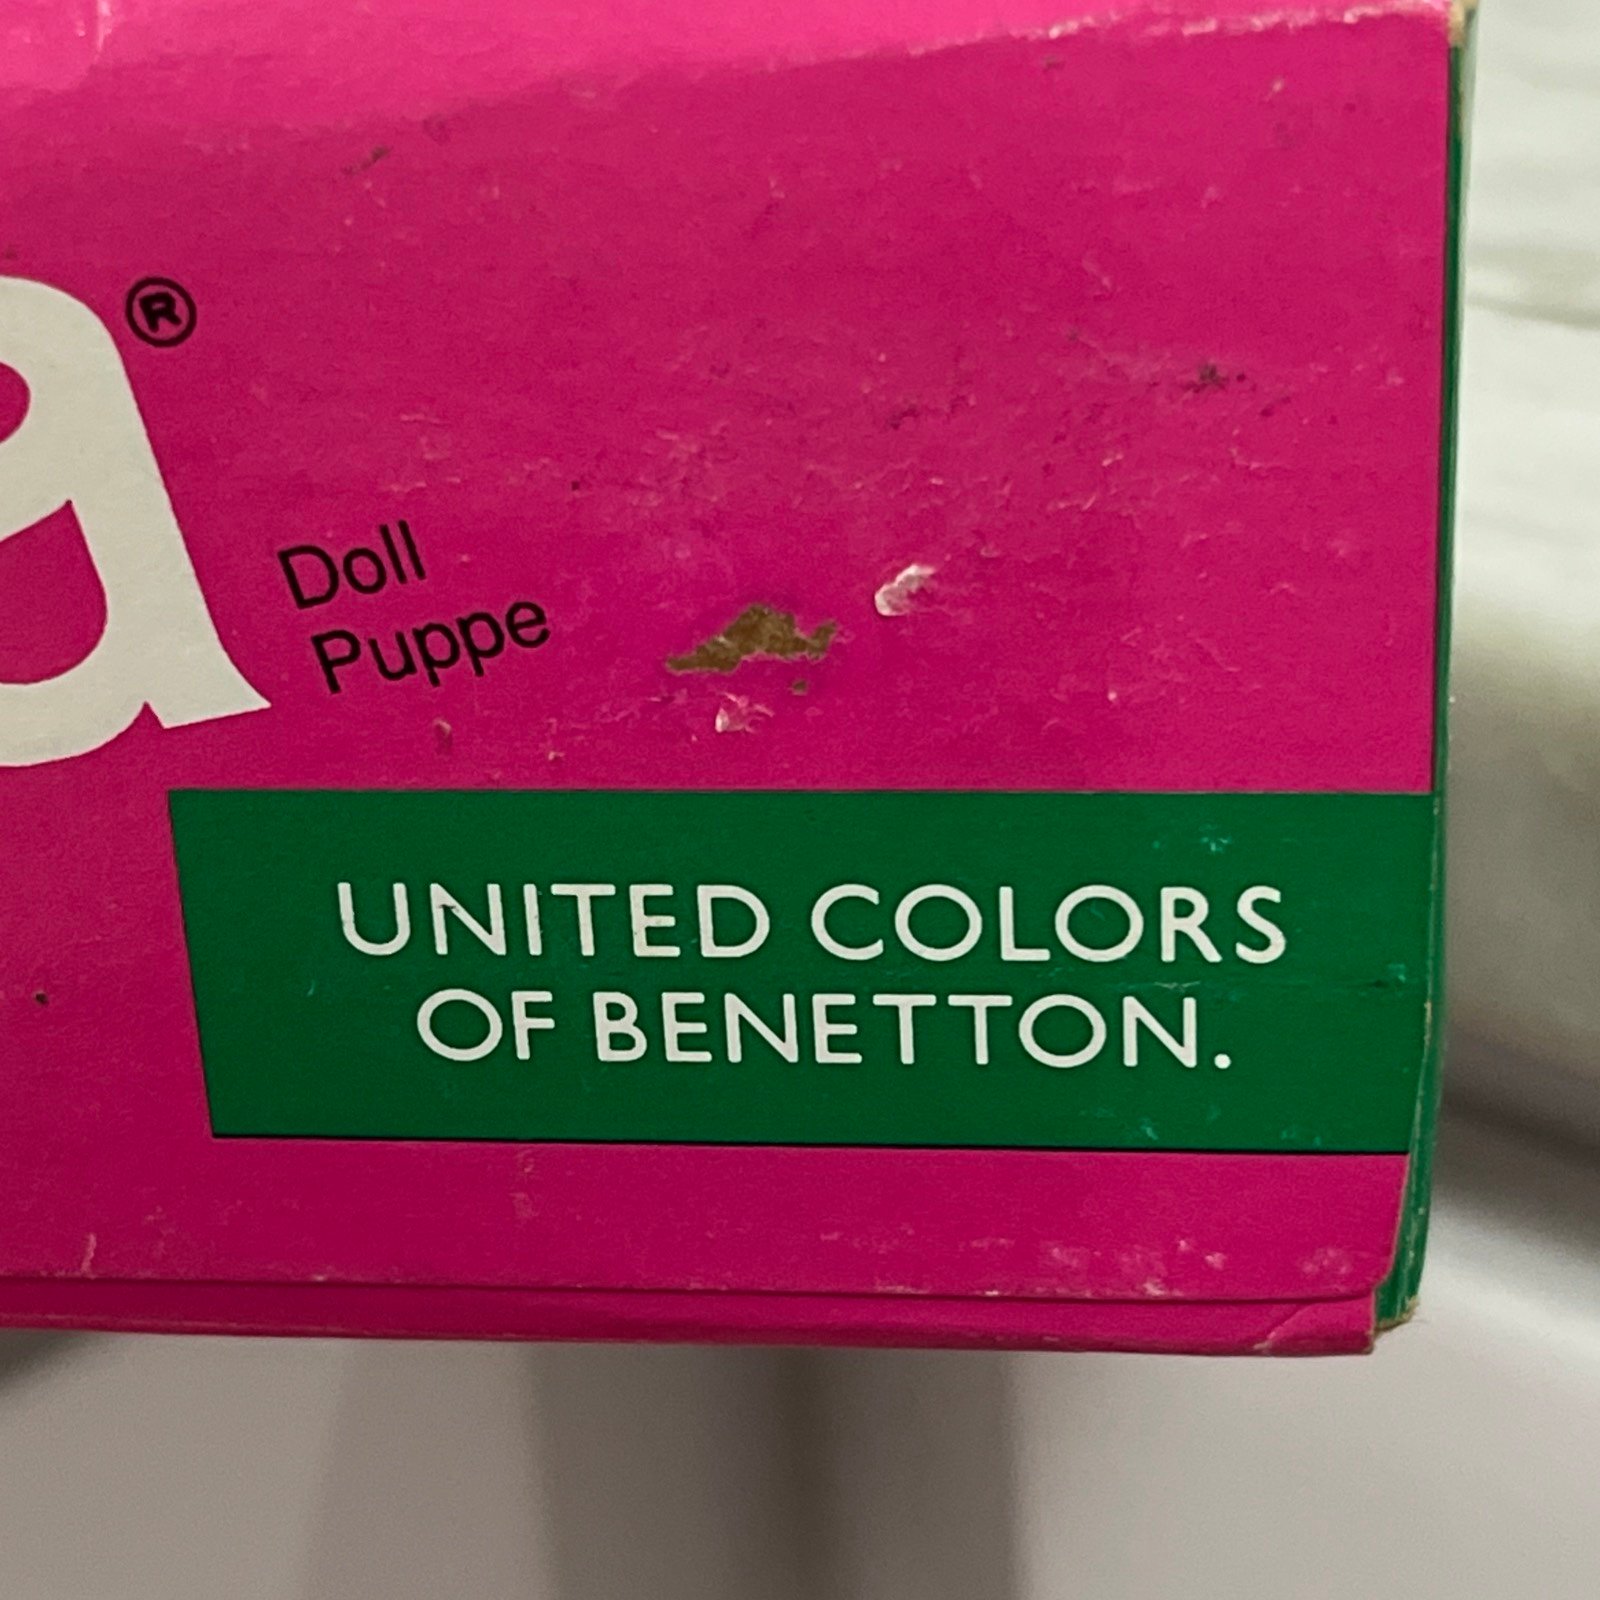 a®
Doll
Puppe
UNITED COLORS
OF BENETTON.